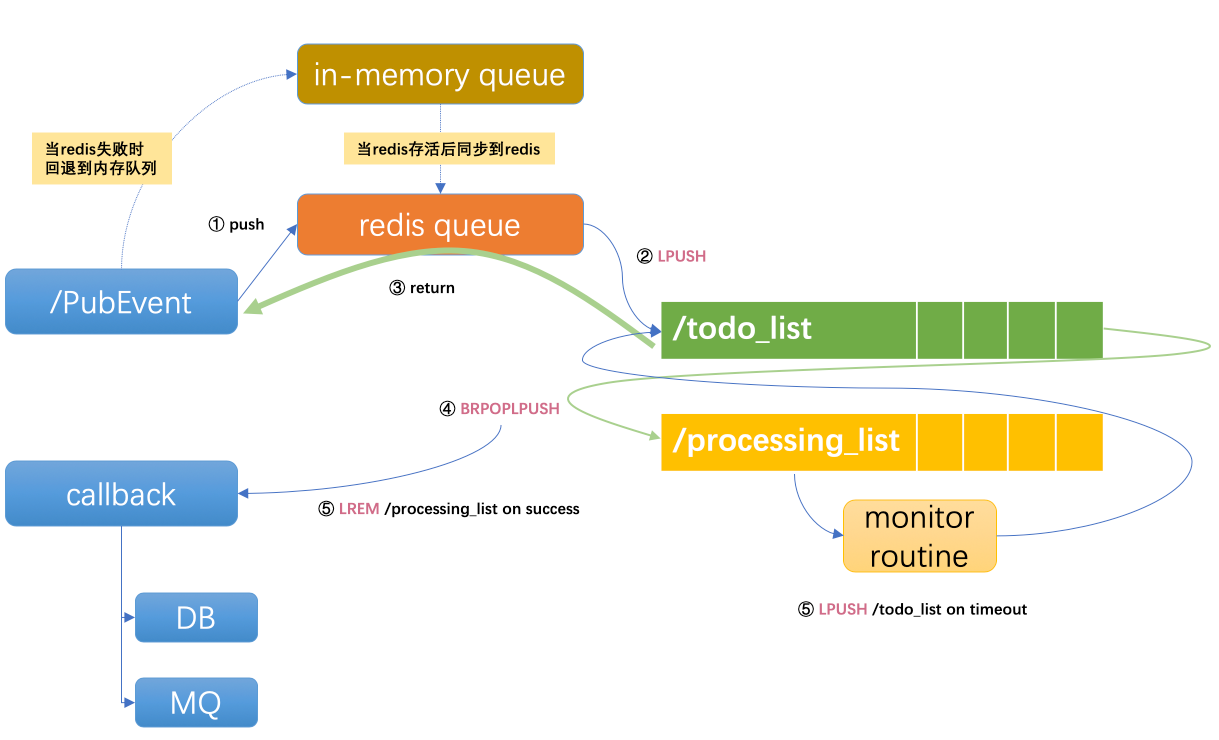 in-memory queue
当redis失败时
回退到内存队列
当redis存活后同步到redis
① push
redis queue
② LPUSH
/PubEvent
③ return
/todo_list
④ BRPOPLPUSH
/processing_list
callback
⑤ LREM /processing_list on success
monitor
routine
DB
⑤ LPUSH /todo_list on timeout
MQ